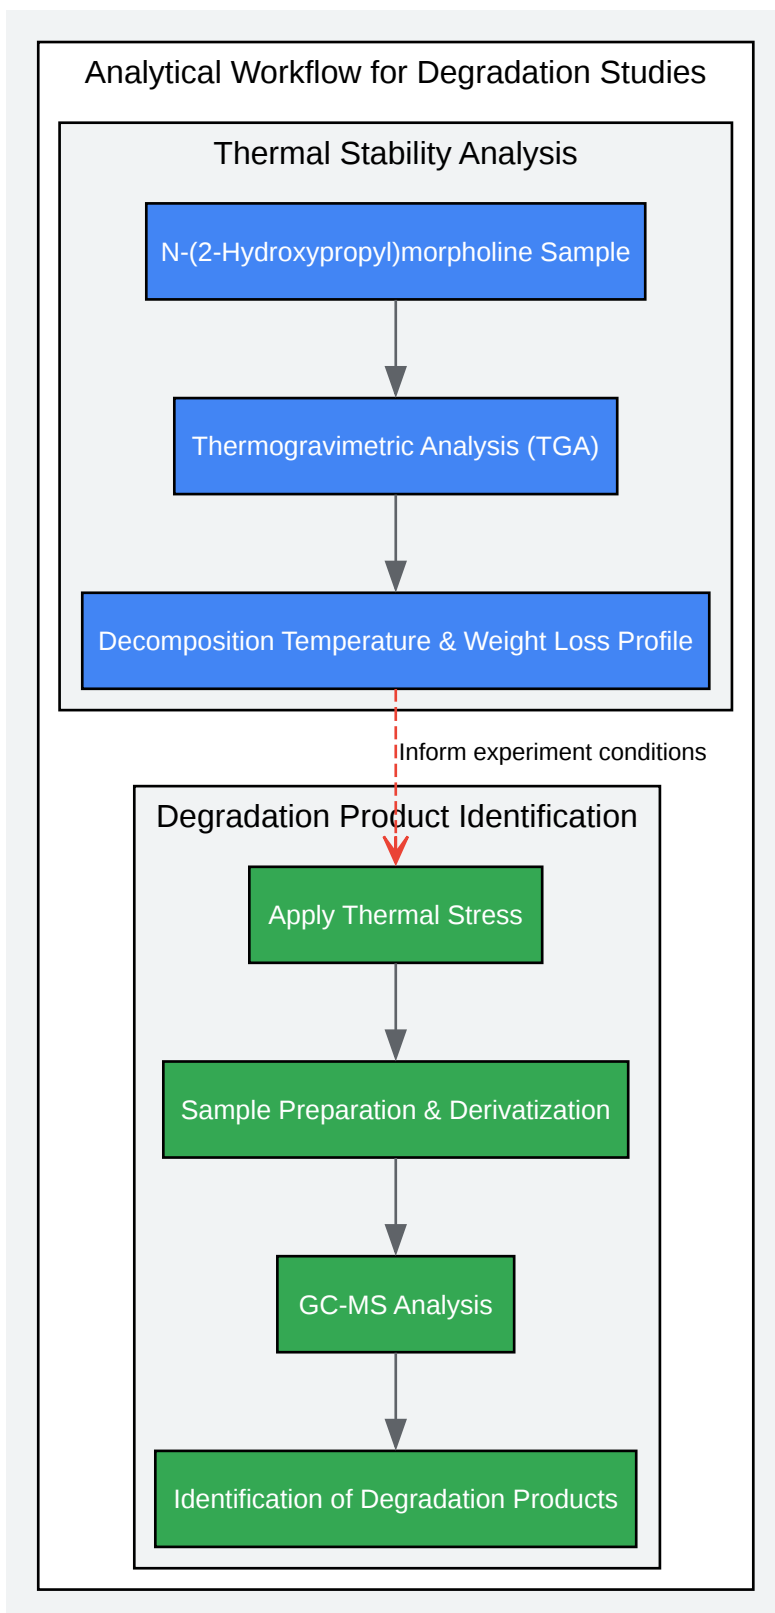 Analytical Workflow for Degradation Studies
Thermal Stability Analysis
N-(2-Hydroxypropyl)morpholine Sample
Thermogravimetric Analysis (TGA)
Decomposition Temperature & Weight Loss Profile
Inform experiment conditions
Degradation Product Identification
Apply Thermal Stress
Sample Preparation & Derivatization
GC-MS Analysis
Identification of Degradation Products